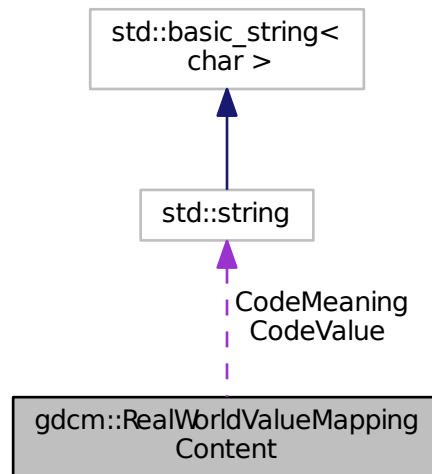 std::basic_string<
char >
std::string
CodeMeaning
CodeValue
gdcm::RealWorldValueMapping
Content